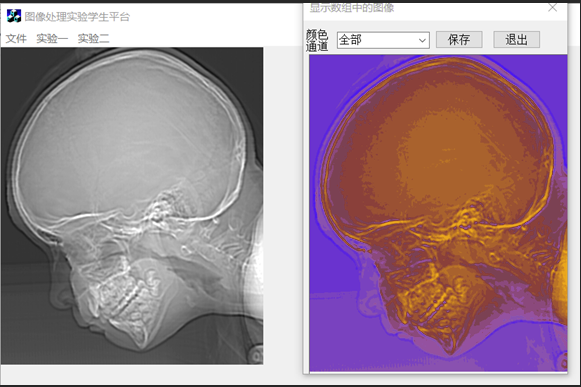 图像处理实验学生平台
文件 实验一 实验二
显示数组中的图像
颜色通道 全部 保存 退出